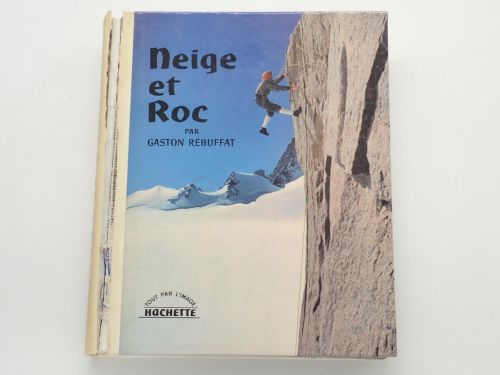 Neige
et
Roc
PAR
GASTON RÉBUFFAT
TOUT PAR L'IMAGE
HACHETTE